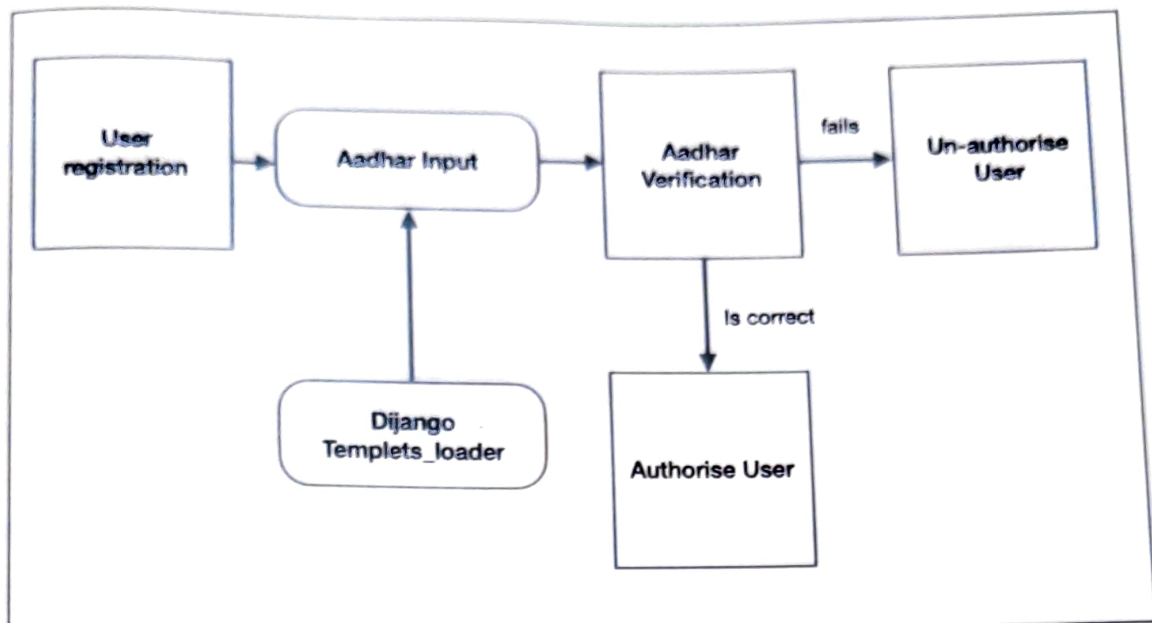 User
registration
Aadhar Input
Aadhar
Verification
fails
Un-authorise
User
Is correct
Dijango
Templets_loader
Authorise User